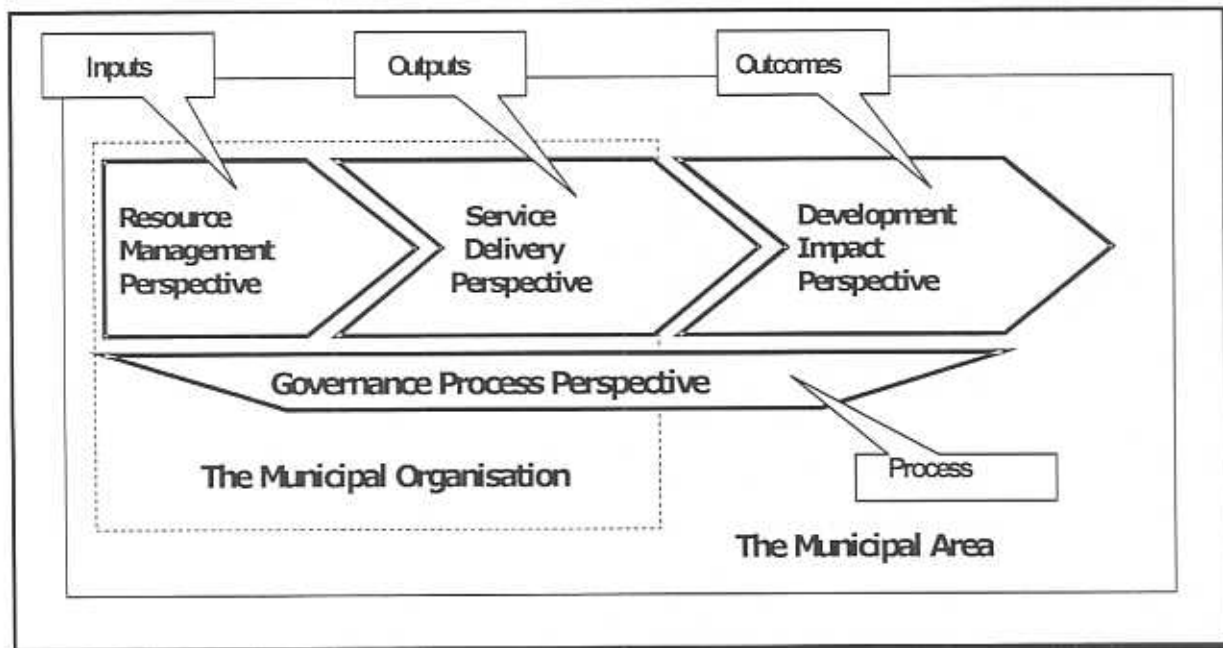 Inputs
Outputs
Outcomes
Resource
Management
Perspective
Service
Delivery
Perspective
Development
Impact
Perspective
Governance Process Perspective
The Municipal Organisation
Process
The Municipal Area